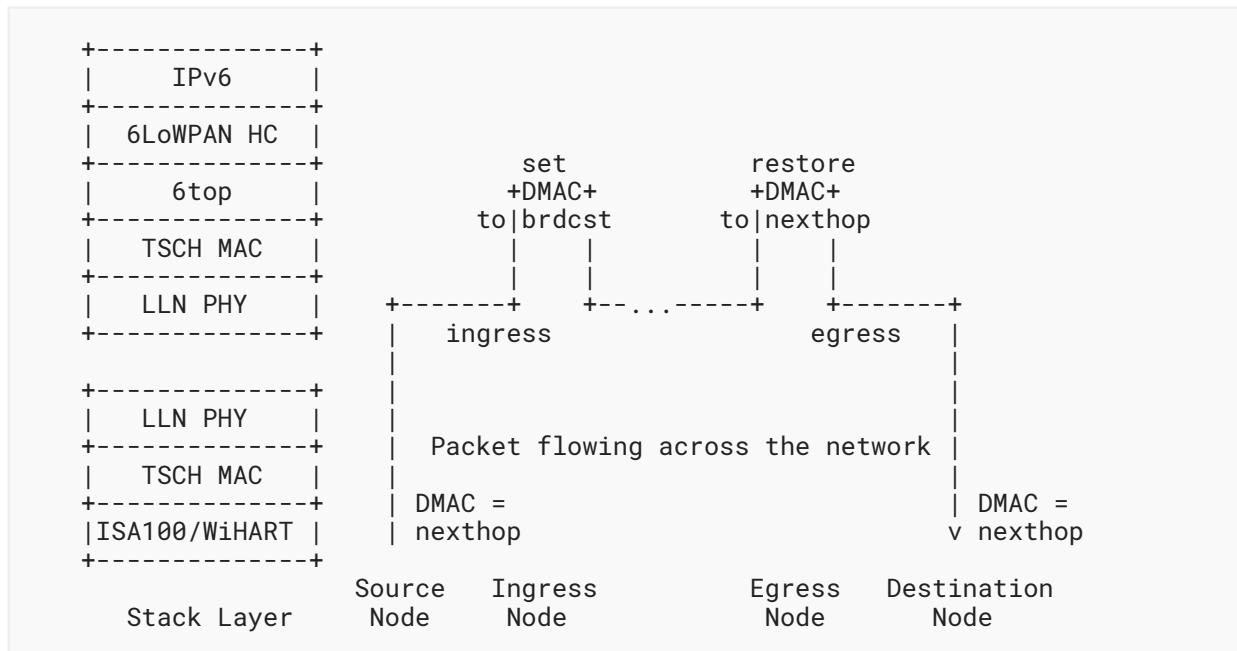 +--------------+
|     IPv6     |
+--------------+
|  6LoWPAN HC  |
+--------------+             set              restore
|     6top     |            +DMAC+          +DMAC+
+--------------+          to|brdcst       to|nexthop
|   TSCH MAC   |            |    |          |    |
+--------------+            |    |          |    |
|   LLN PHY    |    +-------+    +--...-----+    +-------+
+--------------+    |   ingress                 egress   |
                    |                                    |
+--------------+    |                                    |
|   LLN PHY    |    |                                    |
+--------------+    |  Packet flowing across the network |
|   TSCH MAC   |    |                                    |
+--------------+    | DMAC =                             | DMAC =
|ISA100/WiHART |    | nexthop                            v nexthop
+--------------+
                  Source   Ingress          Egress   Destination
   Stack Layer     Node     Node             Node       Node